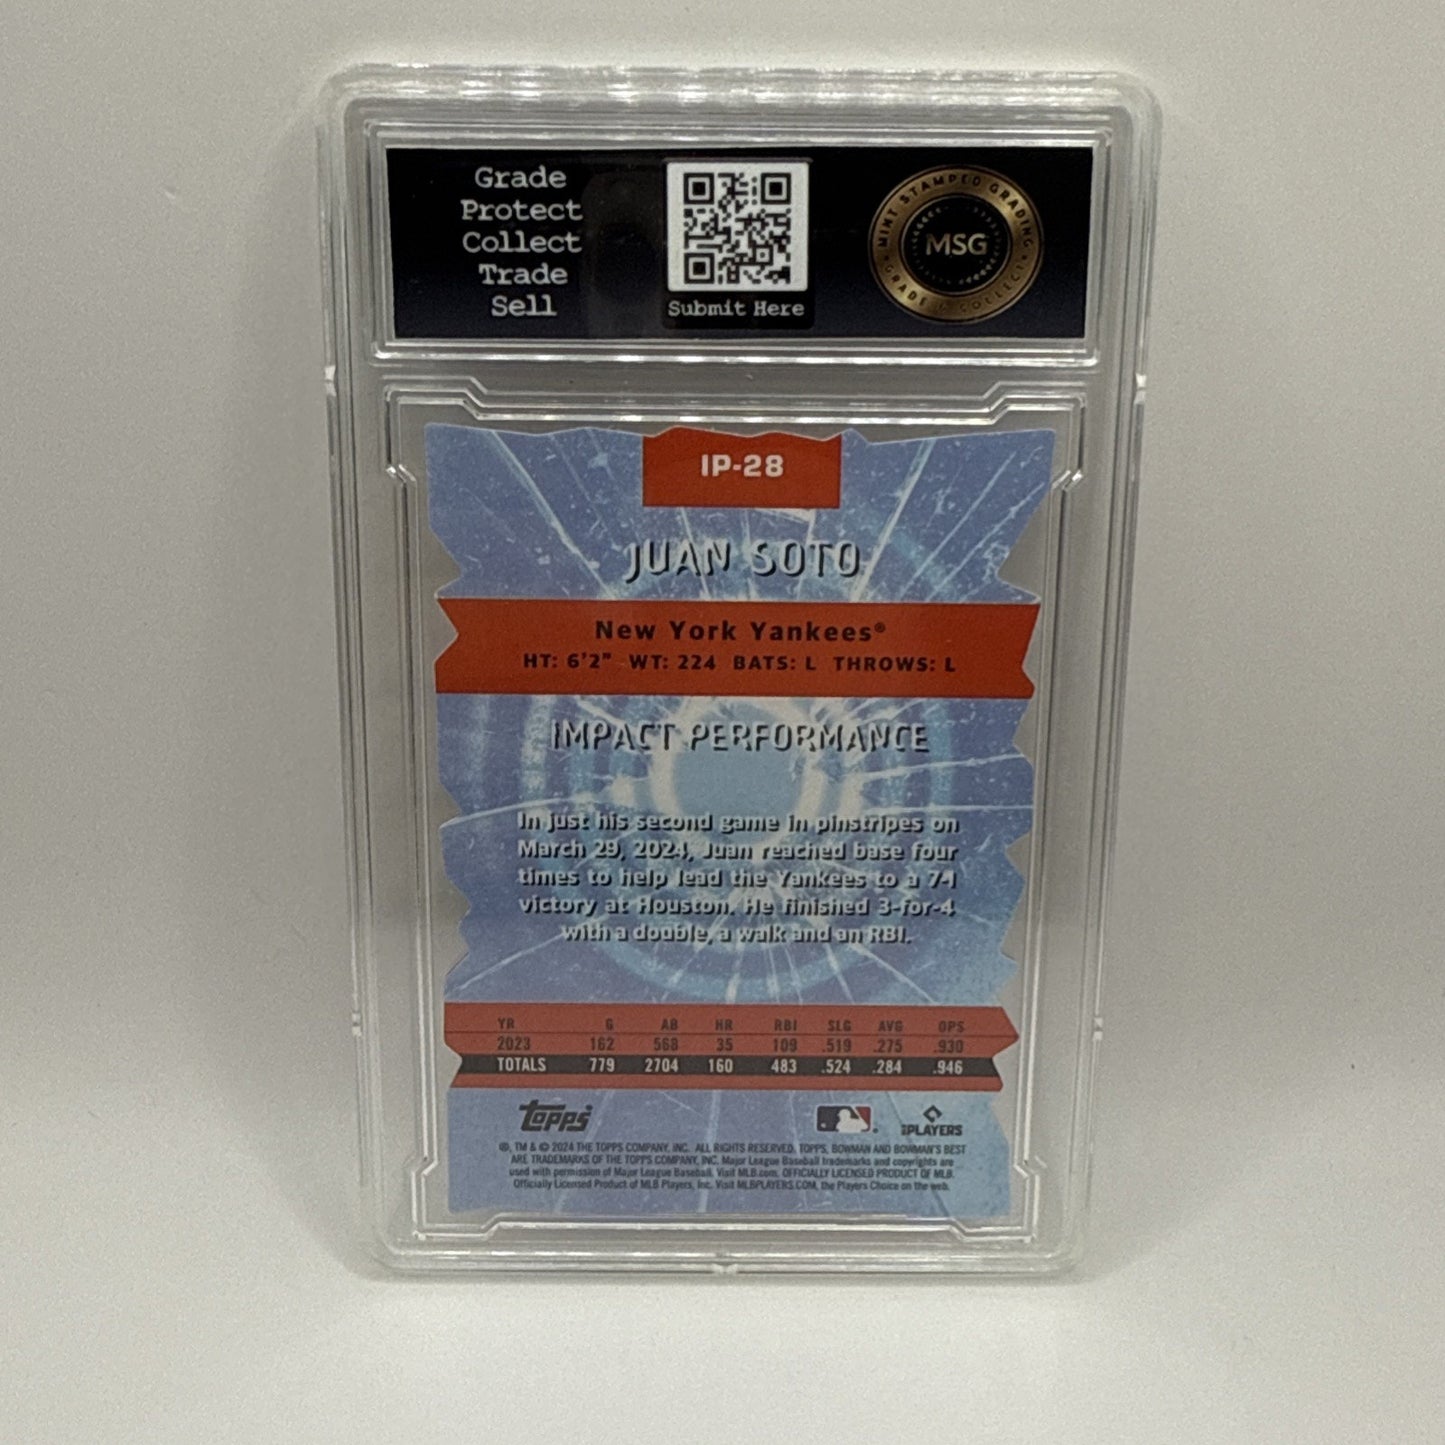 Grade
Protect
Collect
Trade
Sell
Submit Here
MINT STAMPED GRADING
MSG
GRADE & COLLECT
IP-28
JUAN SOTO
New York Yankees®
HT: 6'2" WT: 224 BATS: L THROWS: L
IMPACT PERFORMANCE
In just his second game in pinstripes on
March 29, 2024, Juan reached base four
times to help lead the Yankees to a 7-1
victory at Houston. He finished 3-for-4
with a double, a walk and an RBI.
YR G AB HR RBI SLG AVG OPS
2023 162 568 35 109 .519 .275 .930
TOTALS 779 2704 160 483 .524 .284 .946
topps
PLAYERS
®, TM & © 2024 THE TOPPS COMPANY, INC. ALL RIGHTS RESERVED. TOPPS, BOWMAN AND BOWMAN'S BEST
ARE TRADEMARKS OF THE TOPPS COMPANY, INC. Major League Baseball trademarks and copyrights are
used with permission of Major League Baseball. Visit MLB.com. OFFICIALLY LICENSED PRODUCT OF MLB.
Officially Licensed Product of MLB Players, Inc. Visit MLBPLAYERS.COM, the Players Choice on the web.